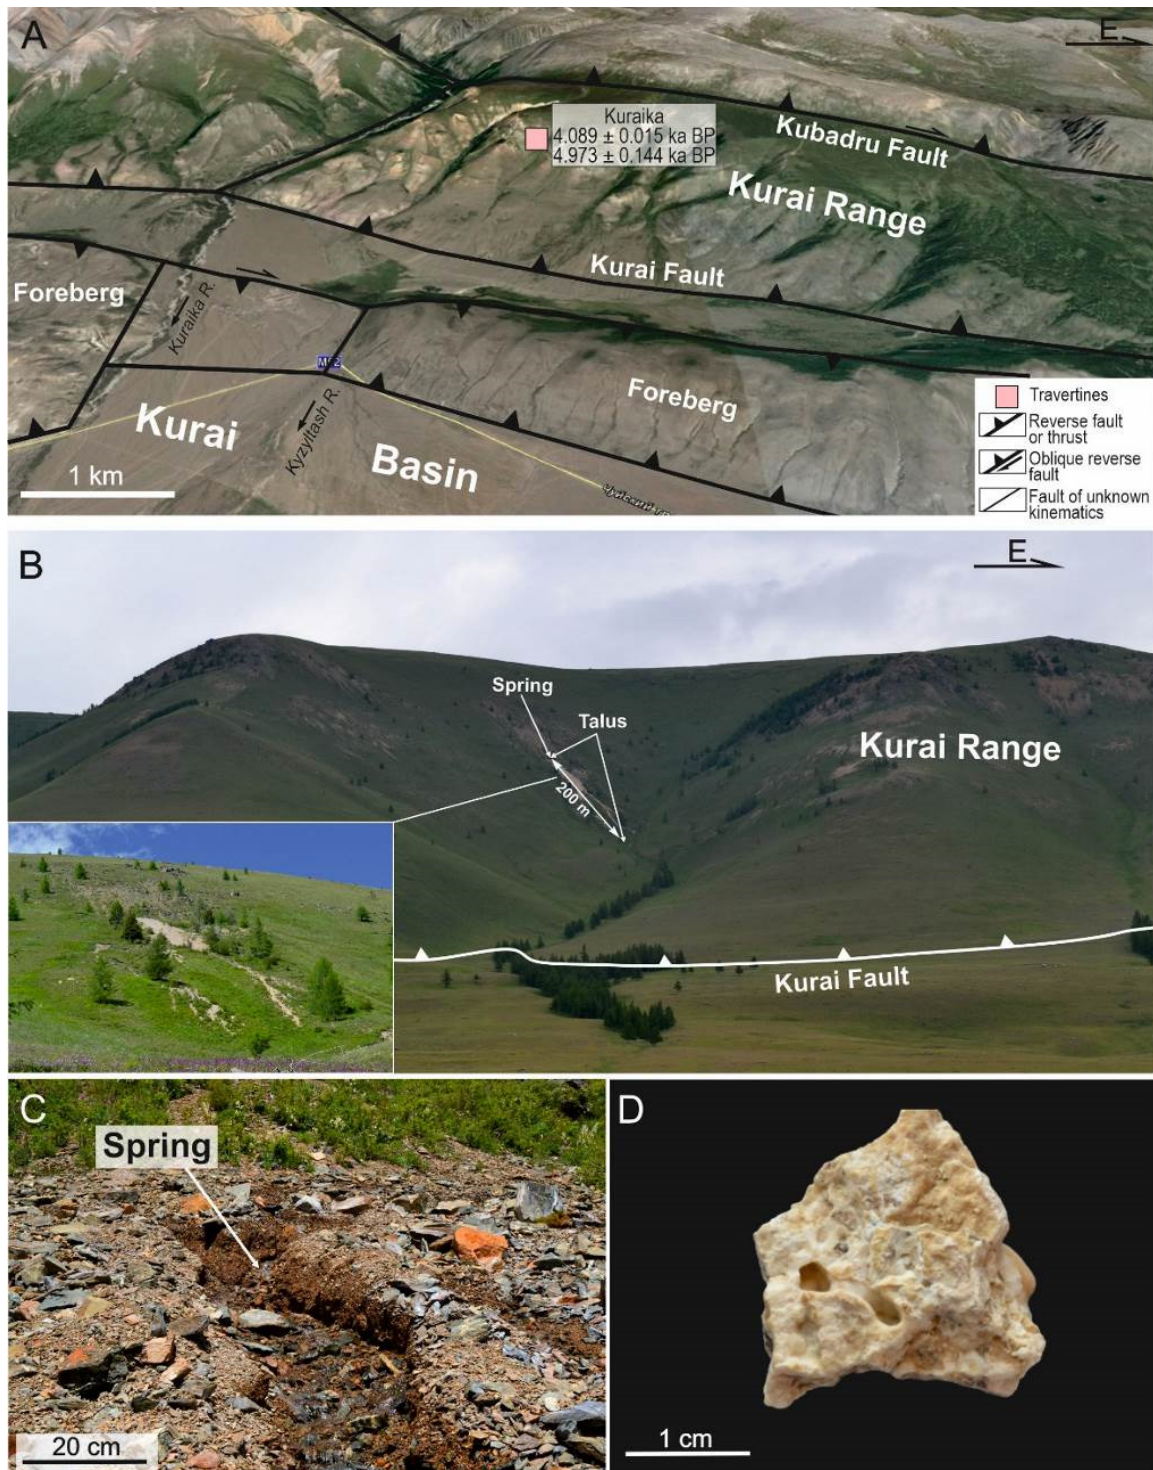 A
E
Kuraika
4.089 ± 0.015 ka BP
4.973 ± 0.144 ka BP
Kubadru Fault
Kurai Range
Kurai Fault
Foreberg
Kuraika R.
Foreberg
Kurai
Kyzyltash R.
Basin
1 km
Travertines
Reverse fault
or thrust
Oblique reverse
fault
Fault of unknown
kinematics
B
E
Spring
Talus
Kurai Range
200 m
Kurai Fault
C
Spring
20 cm
D
1 cm